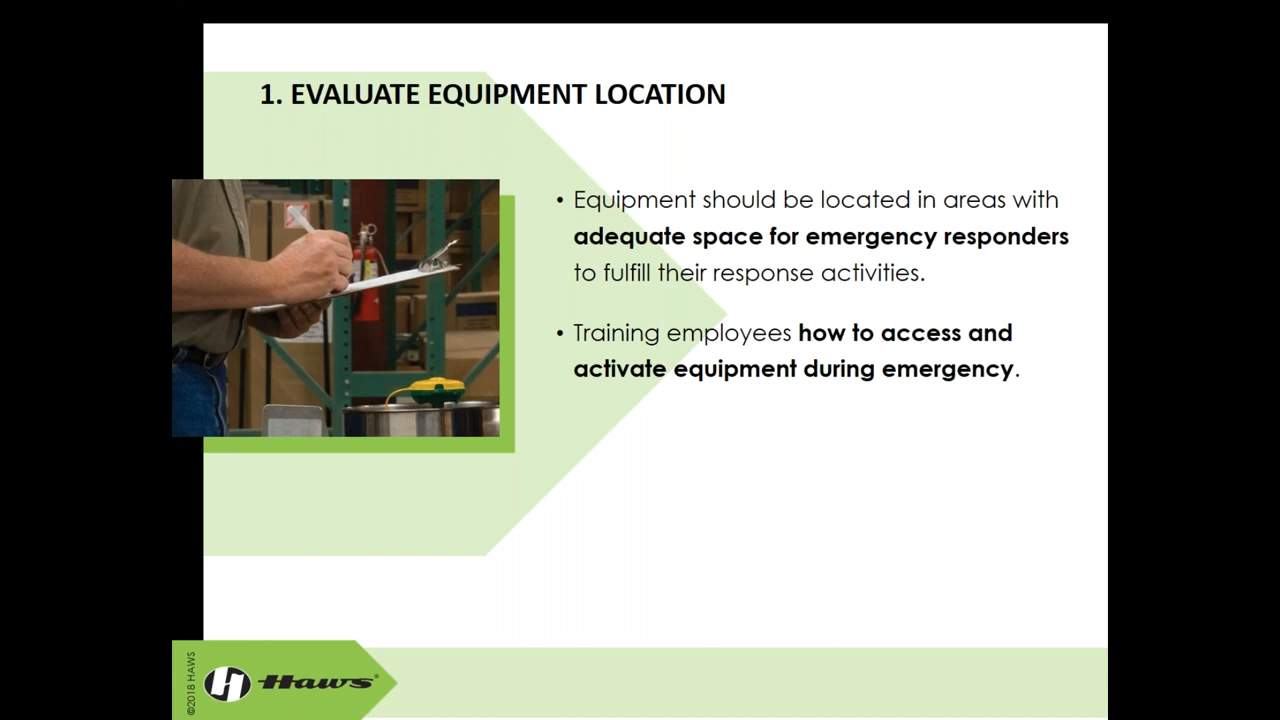 1. EVALUATE EQUIPMENT LOCATION
• Equipment should be located in areas with
adequate space for emergency responders
to fulfill their response activities.
• Training employees how to access and
activate equipment during emergency.
©2018 HAWS
H Haws®